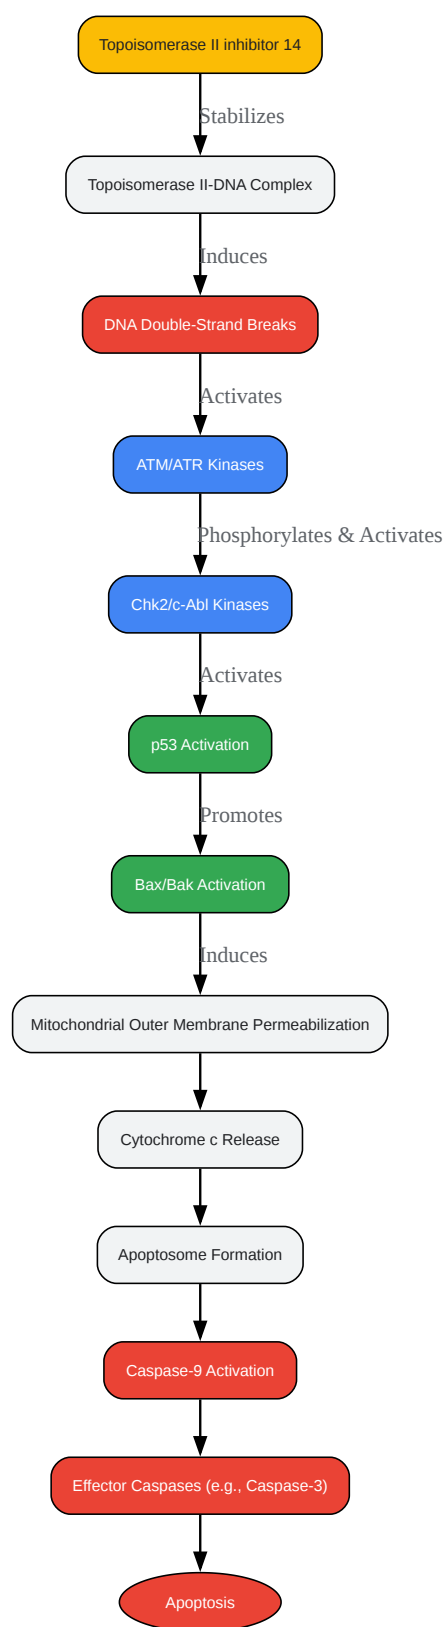 Topoisomerase II inhibitor 14
Stabilizes
Topoisomerase II-DNA Complex
Induces
DNA Double-Strand Breaks
Activates
ATM/ATR Kinases
Phosphorylates & Activates
Chk2/c-Abl Kinases
Activates
p53 Activation
Promotes
Bax/Bak Activation
Induces
Mitochondrial Outer Membrane Permeabilization
Cytochrome c Release
Apoptosome Formation
Caspase-9 Activation
Effector Caspases (e.g., Caspase-3)
Apoptosis